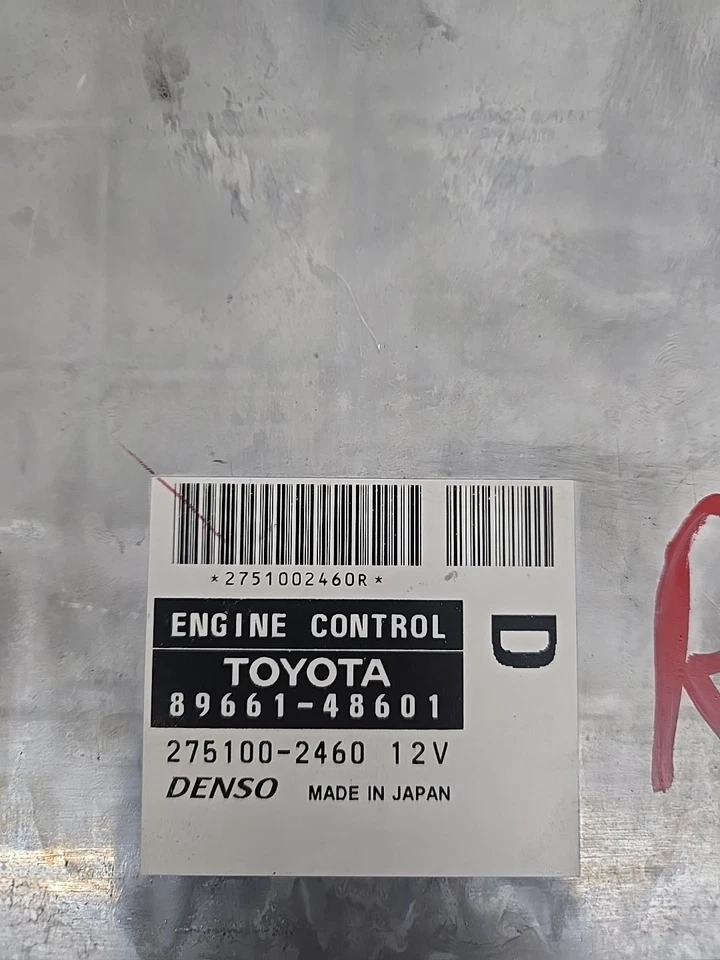 *2751002460R*
ENGINE CONTROL
D
TOYOTA
89661-48601
275100-2460 12V
DENSO MADE IN JAPAN
R